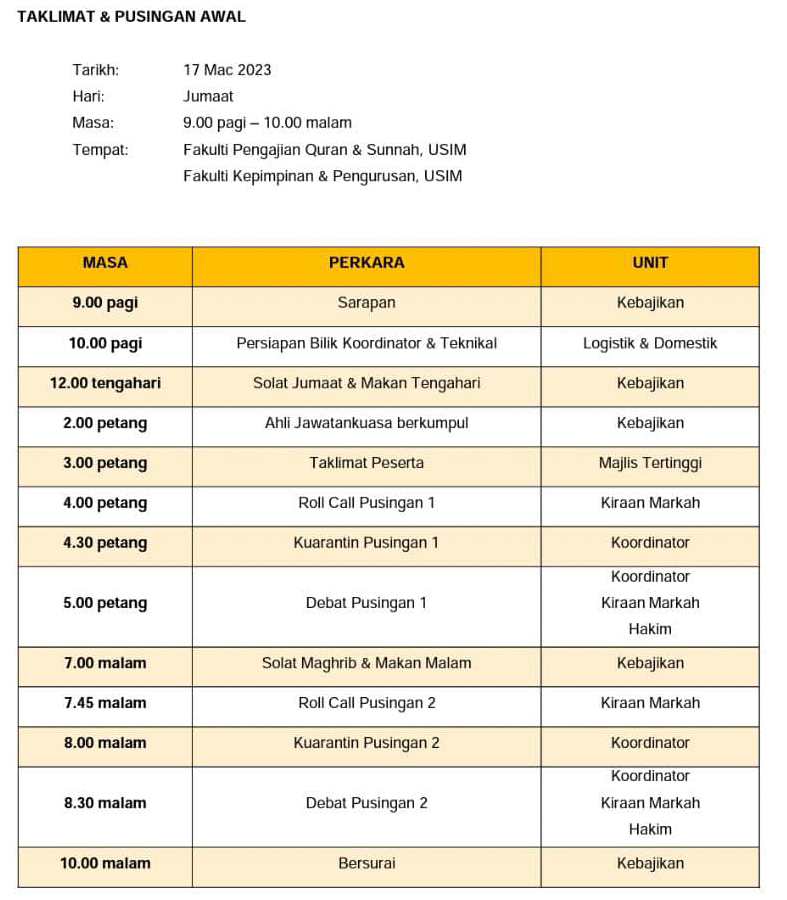 TAKLIMAT & PUSINGAN AWAL
Tarikh: 17 Mac 2023
Hari: Jumaat
Masa: 9.00 pagi – 10.00 malam
Tempat: Fakulti Pengajian Quran & Sunnah, USIM
Fakulti Kepimpinan & Pengurusan, USIM
MASA PERKARA UNIT
9.00 pagi Sarapan Kebajikan
10.00 pagi Persiapan Bilik Koordinator & Teknikal Logistik & Domestik
12.00 tengahari Solat Jumaat & Makan Tengahari Kebajikan
2.00 petang Ahli Jawatankuasa berkumpul Kebajikan
3.00 petang Taklimat Peserta Majlis Tertinggi
4.00 petang Roll Call Pusingan 1 Kiraan Markah
4.30 petang Kuarantin Pusingan 1 Koordinator
Koordinator
5.00 petang Debat Pusingan 1 Kiraan Markah
Hakim
7.00 malam Solat Maghrib & Makan Malam Kebajikan
7.45 malam Roll Call Pusingan 2 Kiraan Markah
8.00 malam Kuarantin Pusingan 2 Koordinator
Koordinator
8.30 malam Debat Pusingan 2 Kiraan Markah
Hakim
10.00 malam Bersurai Kebajikan